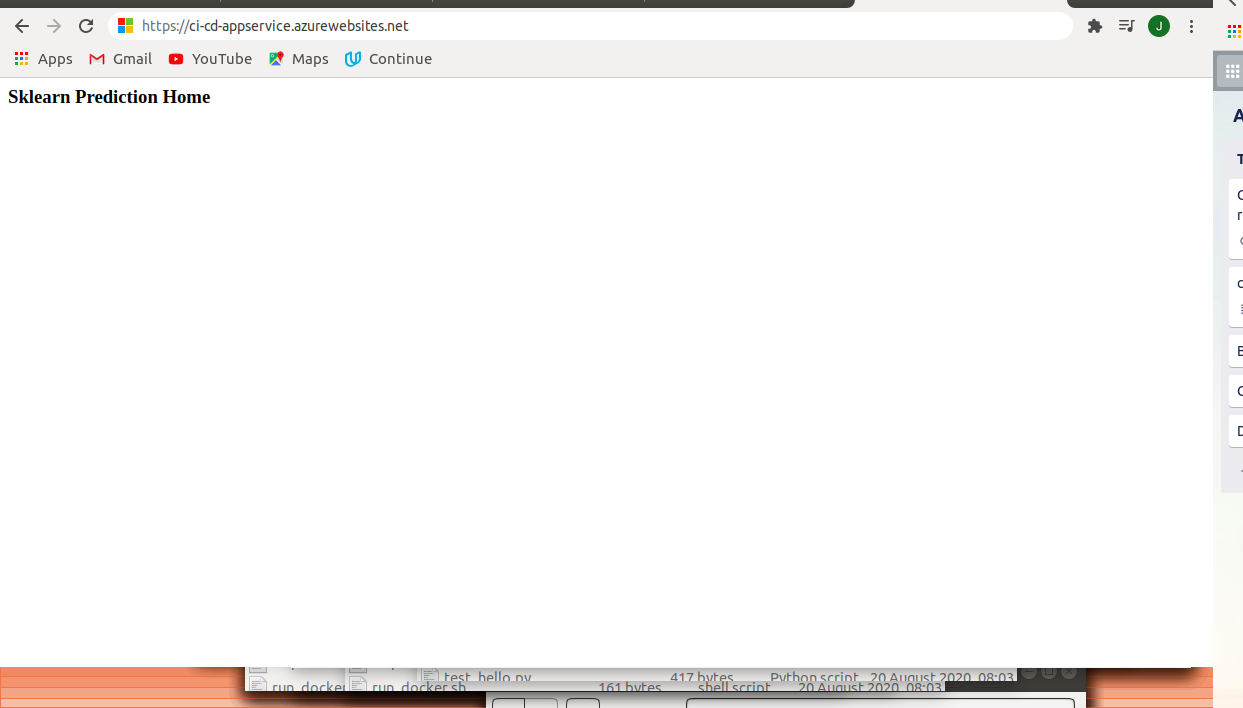 https://ci-cd-appservice.azurewebsites.net
J
Apps Gmail YouTube Maps Continue
Sklearn Prediction Home
test_hello.py 417 bytes Python script 20 August 2020, 08:03
run_docker.sh 161 bytes shell script 20 August 2020, 08:03